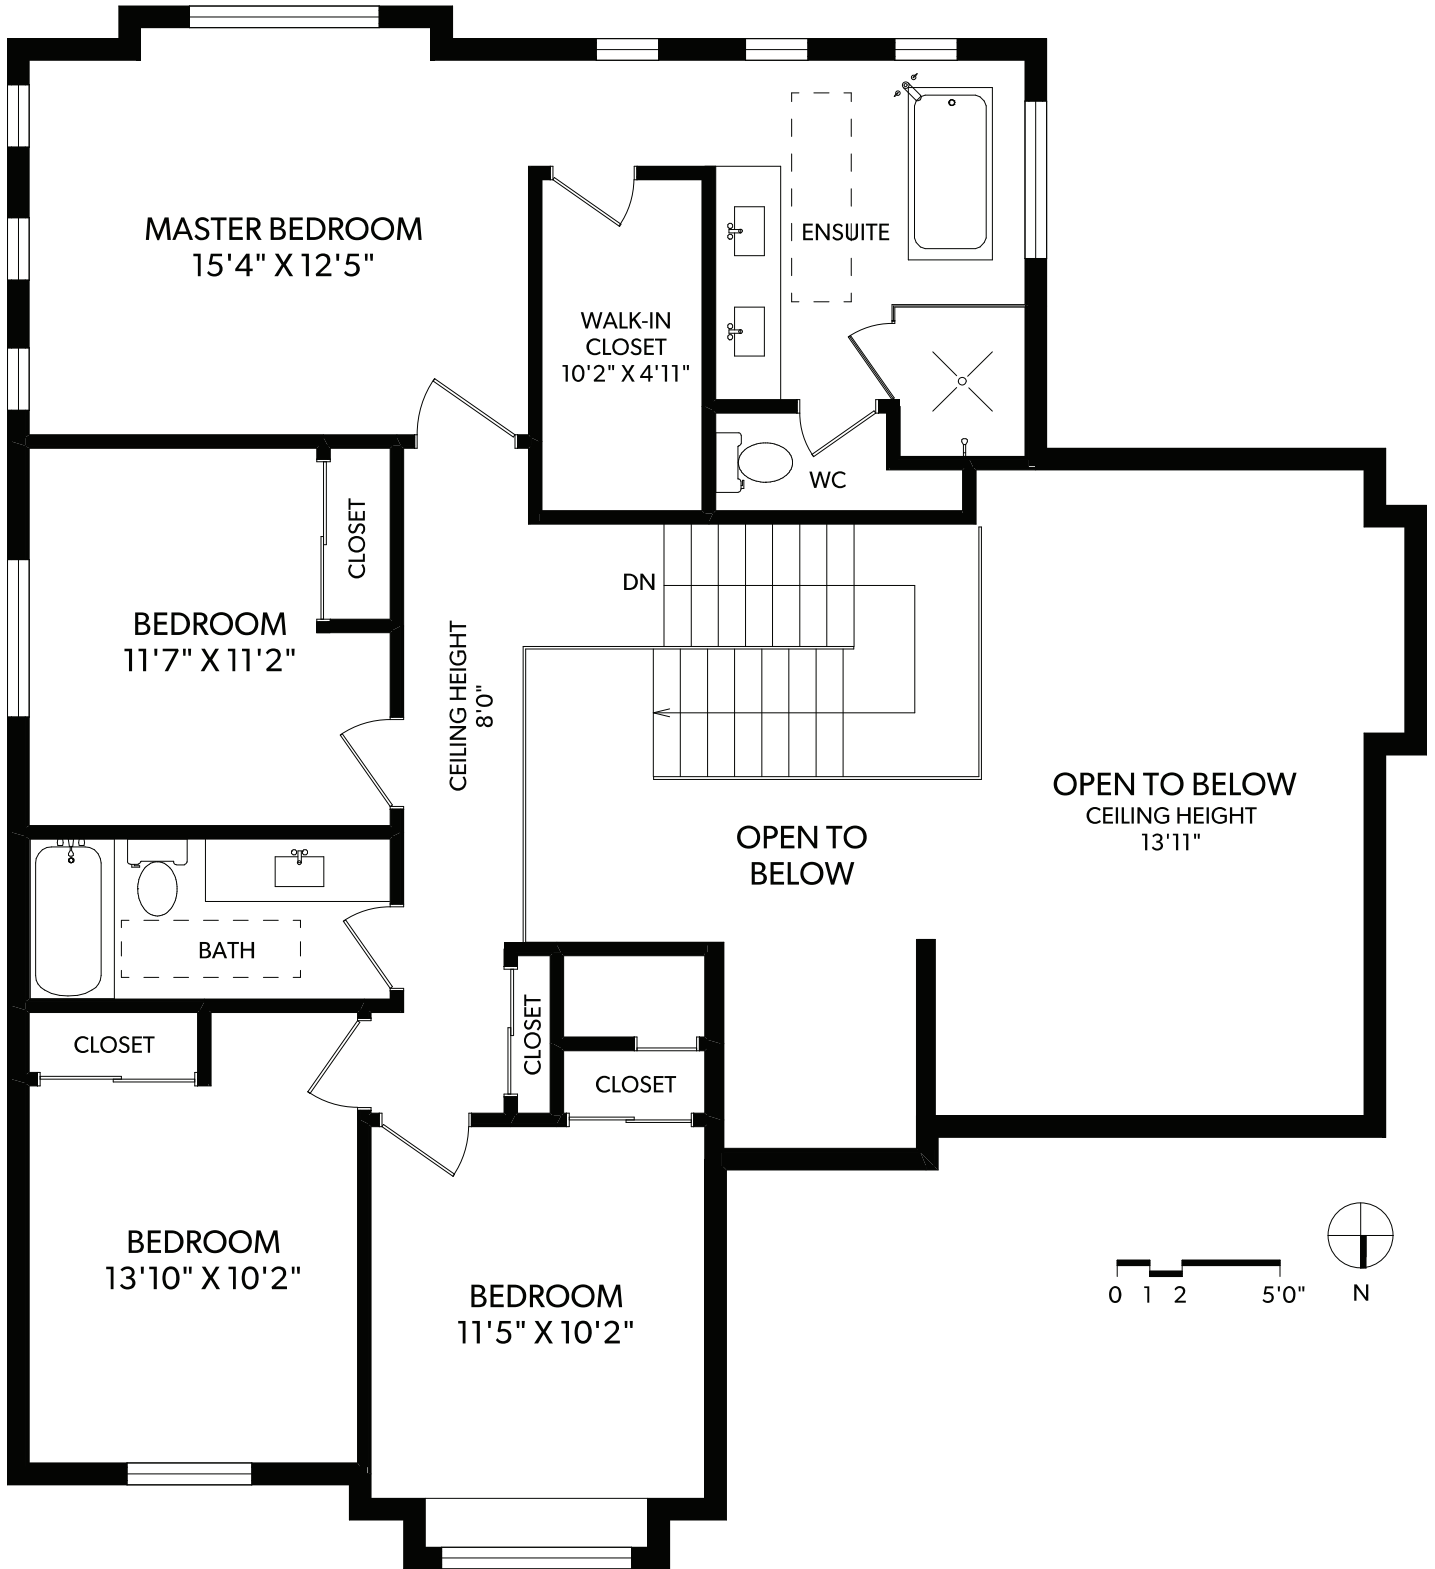 MASTER BEDROOM
15'4" X 12'5"
ENSUITE
WALK-IN
CLOSET
10'2" X 4'11"
WC
CLOSET
DN
BEDROOM
11'7" X 11'2"
CEILING HEIGHT
8'0"
OPEN TO BELOW
CEILING HEIGHT
13'11"
OPEN TO
BELOW
BATH
CLOSET
CLOSET
CLOSET
BEDROOM
13'10" X 10'2"
BEDROOM
11'5" X 10'2"
0 1 2 5'0"
N